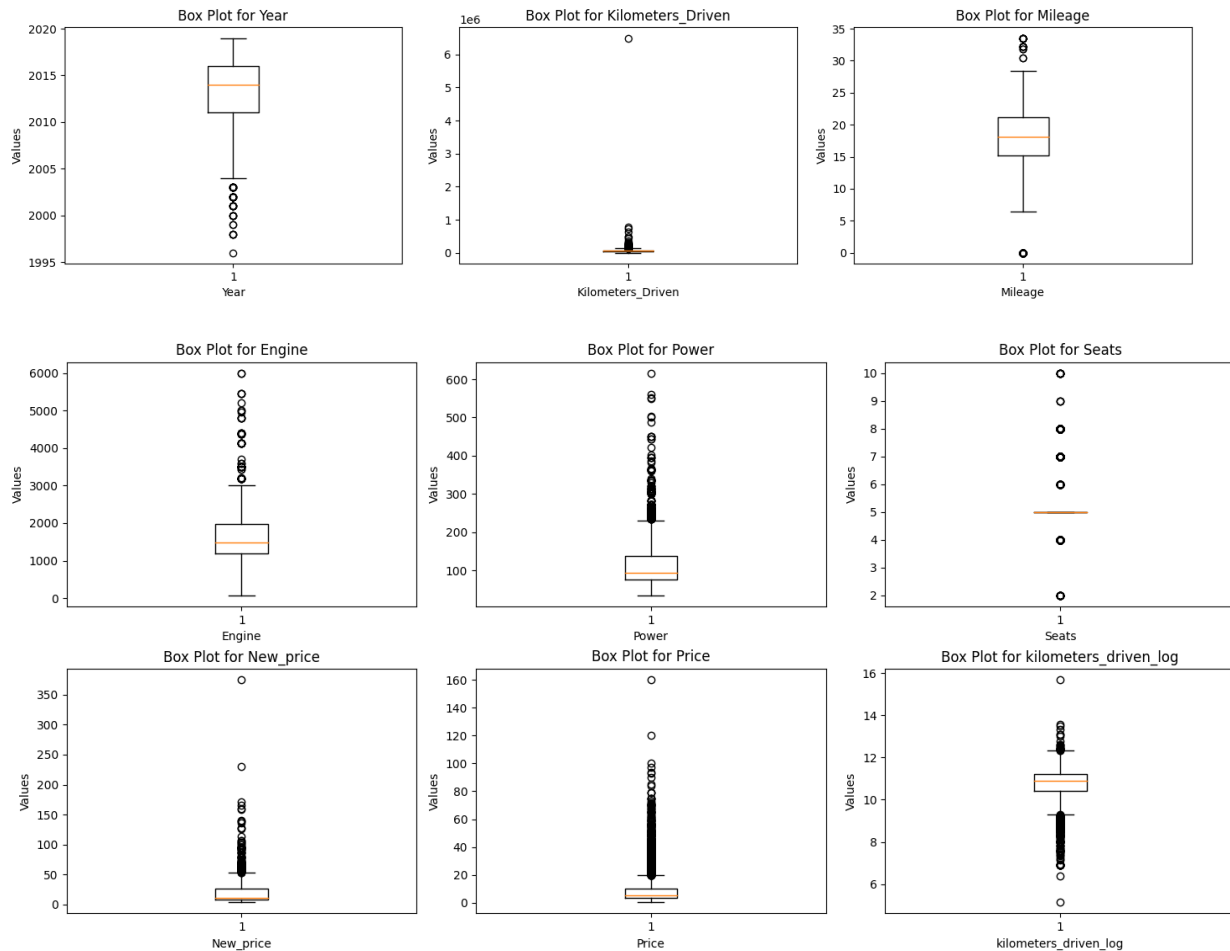 Box Plot for Year
2020
2015
2010
2005
2000
1995
Values
1
Year
Box Plot for Kilometers_Driven
1e6
6
5
4
3
2
1
0
Values
1
Kilometers_Driven
Box Plot for Mileage
35
30
25
20
15
10
5
0
Values
1
Mileage
Box Plot for Engine
6000
5000
4000
3000
2000
1000
0
Values
1
Engine
Box Plot for Power
600
500
400
300
200
100
Values
1
Power
Box Plot for Seats
10
9
8
7
6
5
4
3
2
Values
1
Seats
Box Plot for New_price
350
300
250
200
150
100
50
0
Values
1
New_price
Box Plot for Price
160
140
120
100
80
60
40
20
0
Values
1
Price
Box Plot for kilometers_driven_log
16
14
12
10
8
6
Values
1
kilometers_driven_log